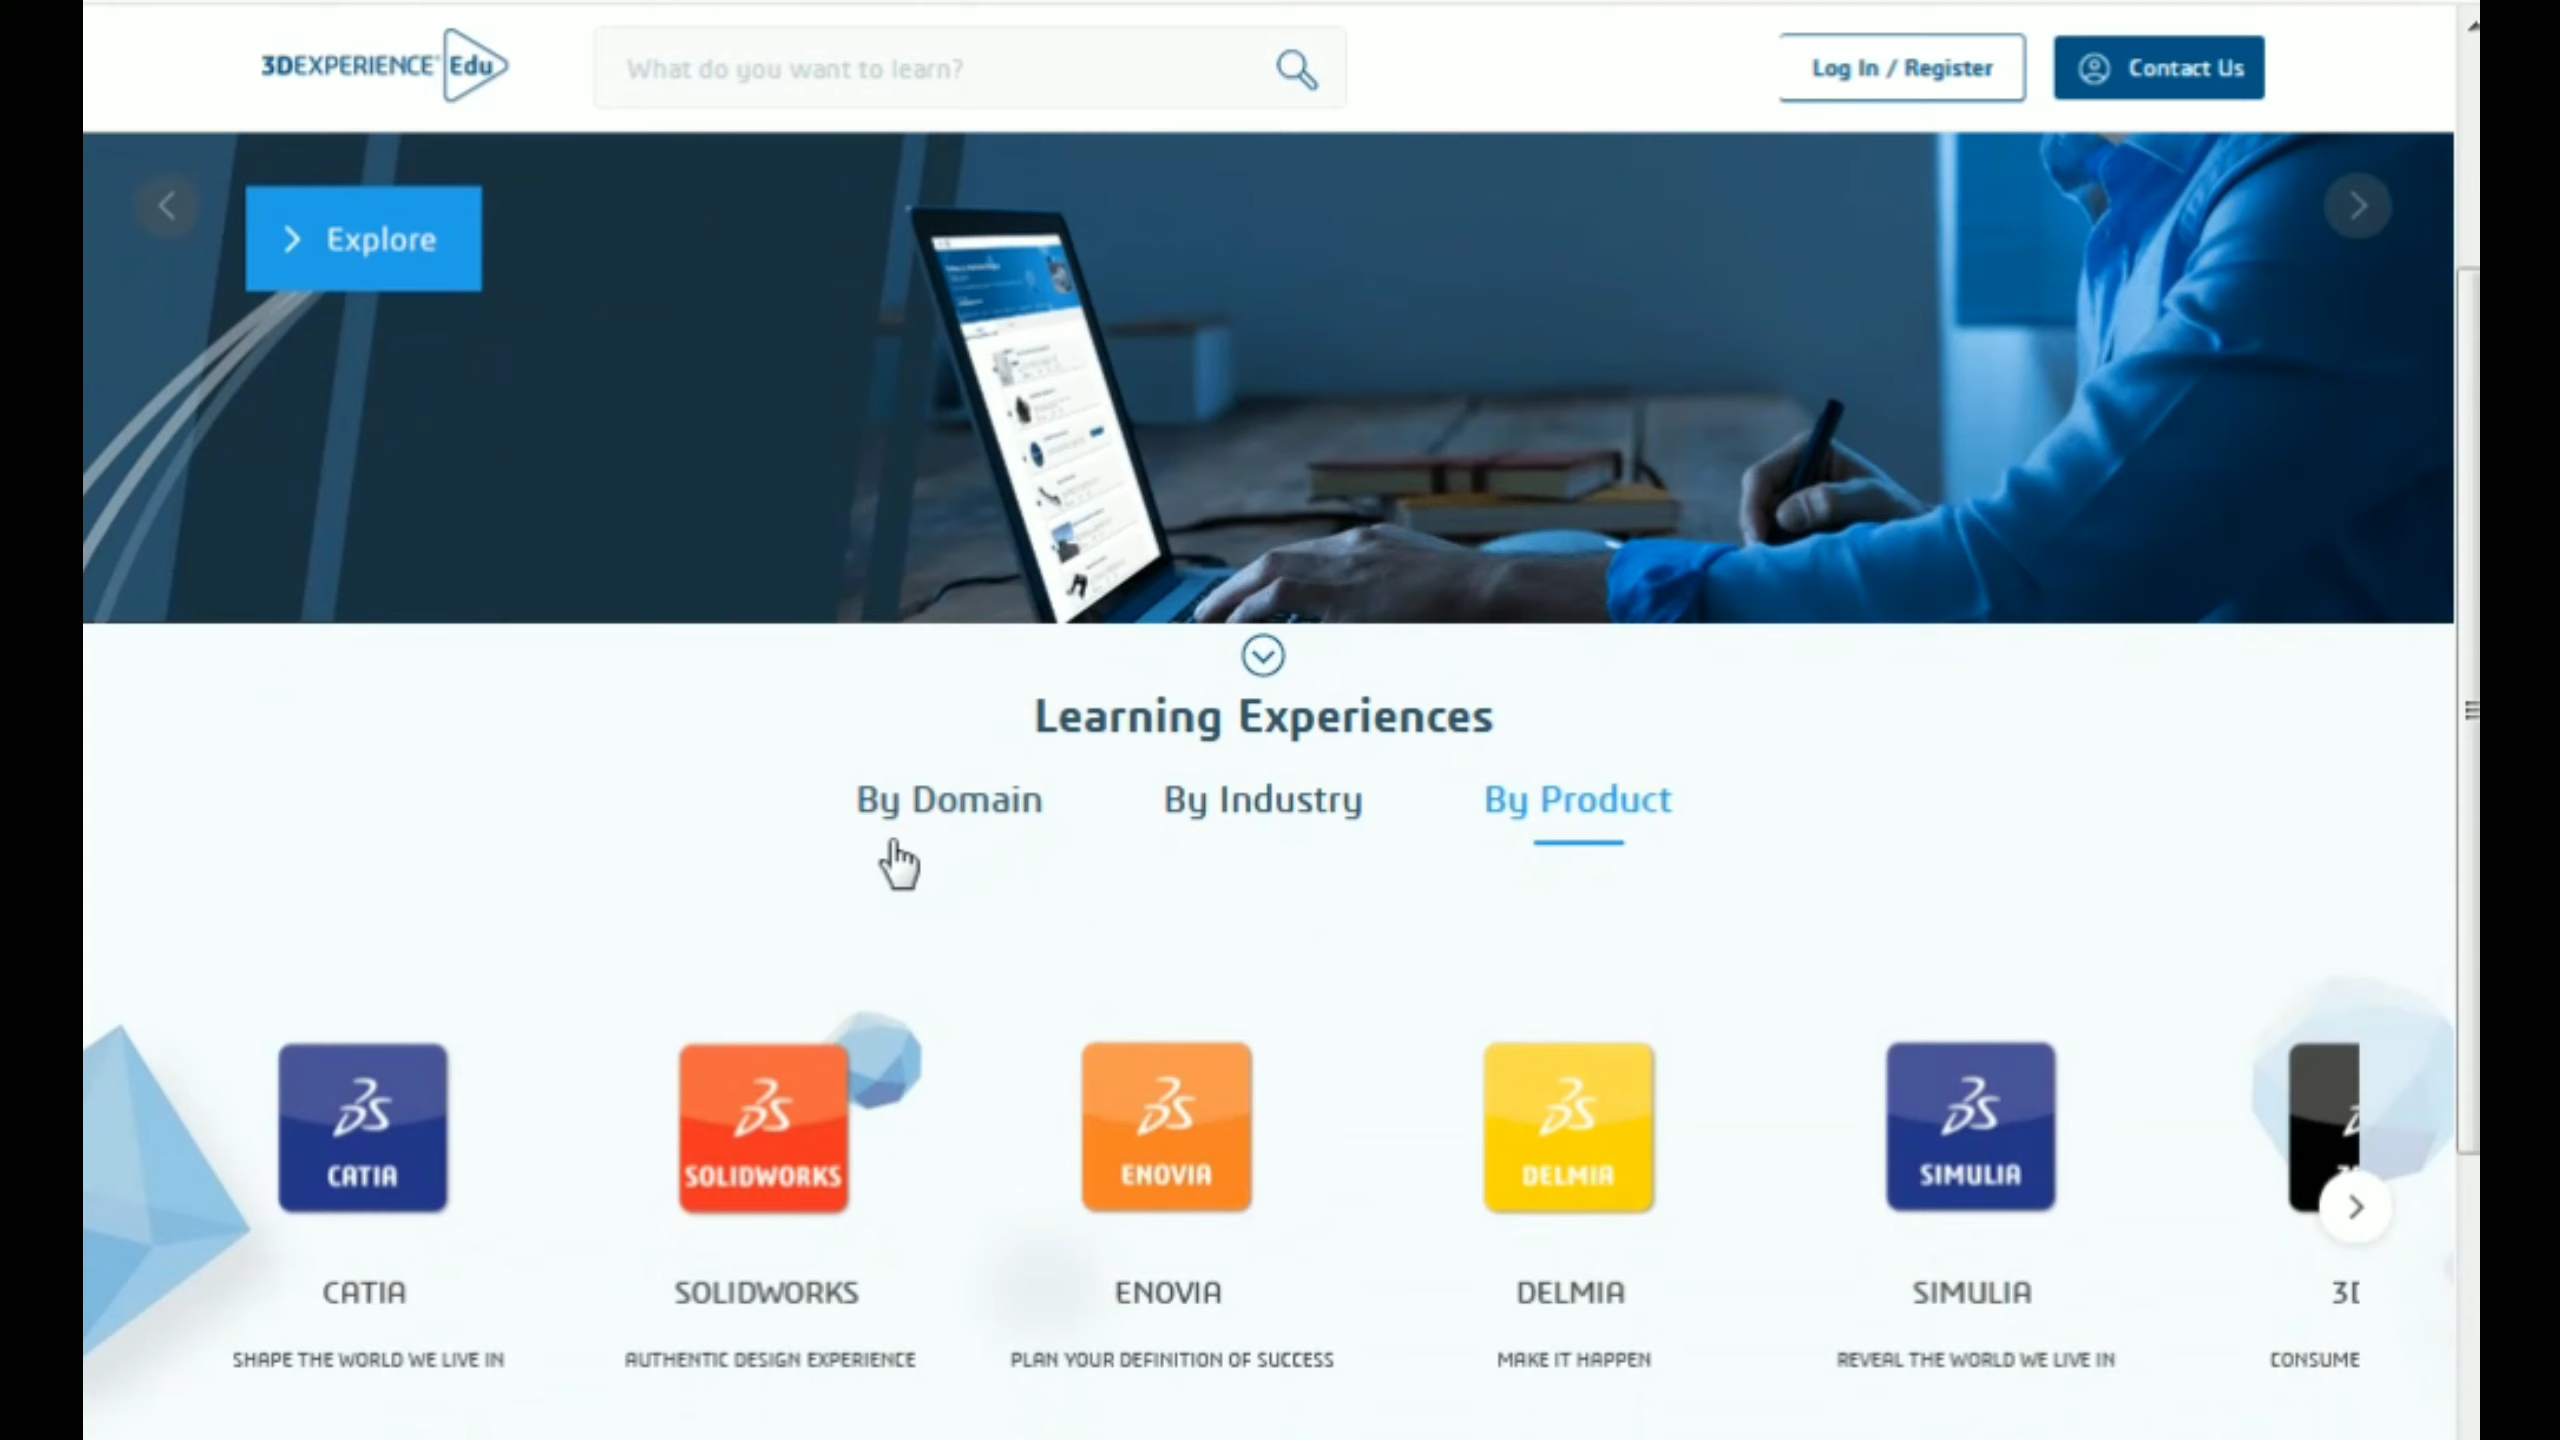 3DEXPERIENCE Edu
What do you want to learn?
Log In / Register
Contact Us
Explore
Learning Experiences
By Domain
By Industry
By Product
CATIA
SOLIDWORKS
ENOVIA
DELMIA
SIMULIA
CATIA
SOLIDWORKS
ENOVIA
DELMIA
SIMULIA
3D
SHAPE THE WORLD WE LIVE IN
AUTHENTIC DESIGN EXPERIENCE
PLAN YOUR DEFINITION OF SUCCESS
MAKE IT HAPPEN
REVEAL THE WORLD WE LIVE IN
CONSUME